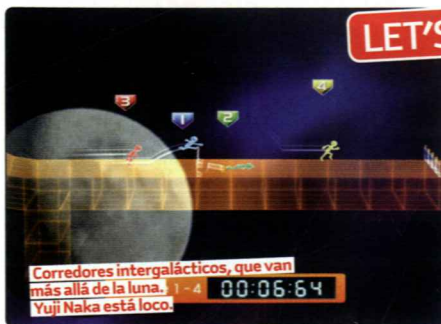 LET'S
3
1
2
4
Corredores intergalácticos, que van
más allá de la luna.
Yuji Naka está loco.
1-4
00:06:64